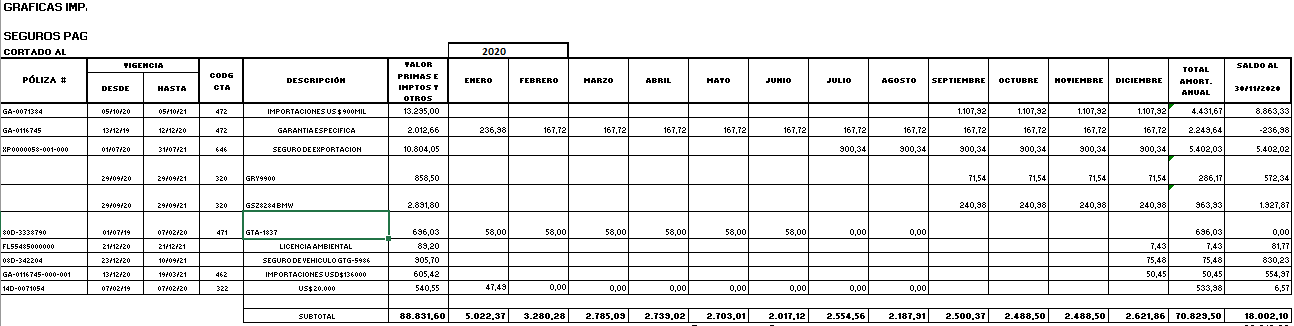 GRAFICAS IMP.
SEGUROS PAG
CORTADO AL 2020
PÓLIZA # VIGENCIA DESDE HASTA CODG CTA DESCRIPCIÓN VALOR PRIMAS E IMPTOS Y OTROS ENERO FEBRERO MARZO ABRIL MAYO JUNIO JULIO AGOSTO SEPTIEMBRE OCTUBRE NOVIEMBRE DICIEMBRE TOTAL AMORT. ANUAL SALDO AL 30/11/2020
GA-0071384 05/10/20 05/10/21 472 IMPORTACIONES US$ 900MIL 13.295,00 1.107,92 1.107,92 1.107,92 1.107,92 4.431,67 8.863,33
GA-0116745 13/12/19 12/12/20 472 GARANTIA ESPECIFICA 2.012,66 236,98 167,72 167,72 167,72 167,72 167,72 167,72 167,72 167,72 167,72 167,72 167,72 2.249,64 -236,98
XP0000058-001-000 01/07/20 31/07/21 646 SEGURO DE EXPORTACION 10.804,05 900,34 900,34 900,34 900,34 900,34 900,34 5.402,03 5.402,02
29/09/20 29/09/21 320 GRY9900 858,50 71,54 71,54 71,54 71,54 286,17 572,34
29/09/20 29/09/21 320 GSZ8284 BMW 2.891,80 240,98 240,98 240,98 240,98 963,93 1.927,87
80D-3338790 01/07/19 07/02/20 471 GTA-1837 696,03 58,00 58,00 58,00 58,00 58,00 58,00 0,00 0,00 696,03 0,00
FL55485000000 21/12/20 21/12/21 LICENCIA AMBIENTAL 89,20 7,43 7,43 81,77
08D-342204 23/12/20 10/09/21 SEGURO DE VEHICULO GTG-5986 905,70 75,48 75,48 830,23
GA-0116745-000-001 13/12/20 19/03/21 462 IMPORTACIONES USD$136000 605,42 50,45 50,45 554,97
14D-0071054 07/02/19 07/02/20 322 US$ 20.000 540,55 47,49 0,00 0,00 0,00 0,00 0,00 0,00 0,00 533,98 6,57
SUBTOTAL 88.831,60 5.022,37 3.280,28 2.785,09 2.739,02 2.703,01 2.017,12 2.554,56 2.187,91 2.500,37 2.488,50 2.488,50 2.621,86 70.829,50 18.002,10